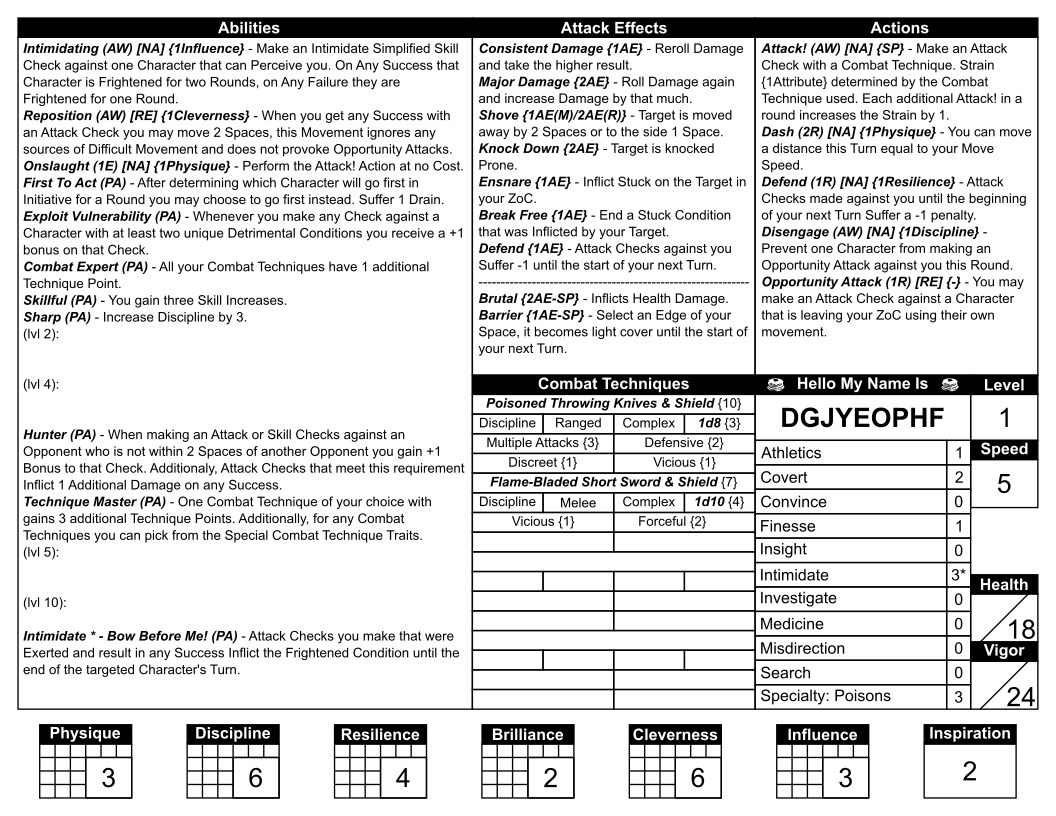 Abilities
Intimidating (AW) [NA] {1Influence} - Make an Intimidate Simplified Skill
Check against one Character that can Perceive you. On Any Success that
Character is Frightened for two Rounds, on Any Failure they are
Frightened for one Round.
Reposition (AW) [RE] {1Cleverness} - When you get any Success with
an Attack Check you may move 2 Spaces, this Movement ignores any
sources of Difficult Movement and does not provoke Opportunity Attacks.
Onslaught (1E) [NA] {1Physique} - Perform the Attack! Action at no Cost.
First To Act (PA) - After determining which Character will go first in
Initiative for a Round you may choose to go first instead. Suffer 1 Drain.
Exploit Vulnerability (PA) - Whenever you make any Check against a
Character with at least two unique Detrimental Conditions you receive a +1
bonus on that Check.
Combat Expert (PA) - All your Combat Techniques have 1 additional
Technique Point.
Skillful (PA) - You gain three Skill Increases.
Sharp (PA) - Increase Discipline by 3.
(lvl 2):
(lvl 4):
Hunter (PA) - When making an Attack or Skill Checks against an
Opponent who is not within 2 Spaces of another Opponent you gain +1
Bonus to that Check. Additionaly, Attack Checks that meet this requirement
Inflict 1 Additional Damage on any Success.
Technique Master (PA) - One Combat Technique of your choice with
gains 3 additional Technique Points. Additionally, for any Combat
Techniques you can pick from the Special Combat Technique Traits.
(lvl 5):
(lvl 10):
Intimidate * - Bow Before Me! (PA) - Attack Checks you make that were
Exerted and result in any Success Inflict the Frightened Condition until the
end of the targeted Character's Turn.
Attack Effects
Consistent Damage {1AE} - Reroll Damage
and take the higher result.
Major Damage {2AE} - Roll Damage again
and increase Damage by that much.
Shove {1AE(M)/2AE(R)} - Target is moved
away by 2 Spaces or to the side 1 Space.
Knock Down {2AE} - Target is knocked
Prone.
Ensnare {1AE} - Inflict Stuck on the Target in
your ZoC.
Break Free {1AE} - End a Stuck Condition
that was Inflicted by your Target.
Defend {1AE} - Attack Checks against you
Suffer -1 until the start of your next Turn.
--------------------------------------------------------
Brutal {2AE-SP} - Inflicts Health Damage.
Barrier {1AE-SP} - Select an Edge of your
Space, it becomes light cover until the start of
your next Turn.
Actions
Attack! (AW) [NA] {SP} - Make an Attack
Check with a Combat Technique. Strain
{1Attribute} determined by the Combat
Technique used. Each additional Attack! in a
round increases the Strain by 1.
Dash (2R) [NA] {1Physique} - You can move
a distance this Turn equal to your Move
Speed.
Defend (1R) [NA] {1Resilience} - Attack
Checks made against you until the beginning
of your next Turn Suffer a -1 penalty.
Disengage (AW) [NA] {1Discipline} -
Prevent one Character from making an
Opportunity Attack against you this Round.
Opportunity Attack (1R) [RE] {-} - You may
make an Attack Check against a Character
that is leaving your ZoC using their own
movement.
Combat Techniques
Poisoned Throwing Knives & Shield {10}
Discipline Ranged Complex 1d8 {3}
Multiple Attacks {3} Defensive {2}
Discreet {1} Vicious {1}
Flame-Bladed Short Sword & Shield {7}
Discipline Melee Complex 1d10 {4}
Vicious {1} Forceful {2}
Hello My Name Is
DGJYEOPHF
Level
1
Speed
5
Athletics 1
Covert 2
Convince 0
Finesse 1
Insight 0
Intimidate 3*
Investigate 0
Medicine 0
Misdirection 0
Search 0
Specialty: Poisons 3
Health
18
Vigor
24
Physique
3
Discipline
6
Resilience
4
Brilliance
2
Cleverness
6
Influence
3
Inspiration
2